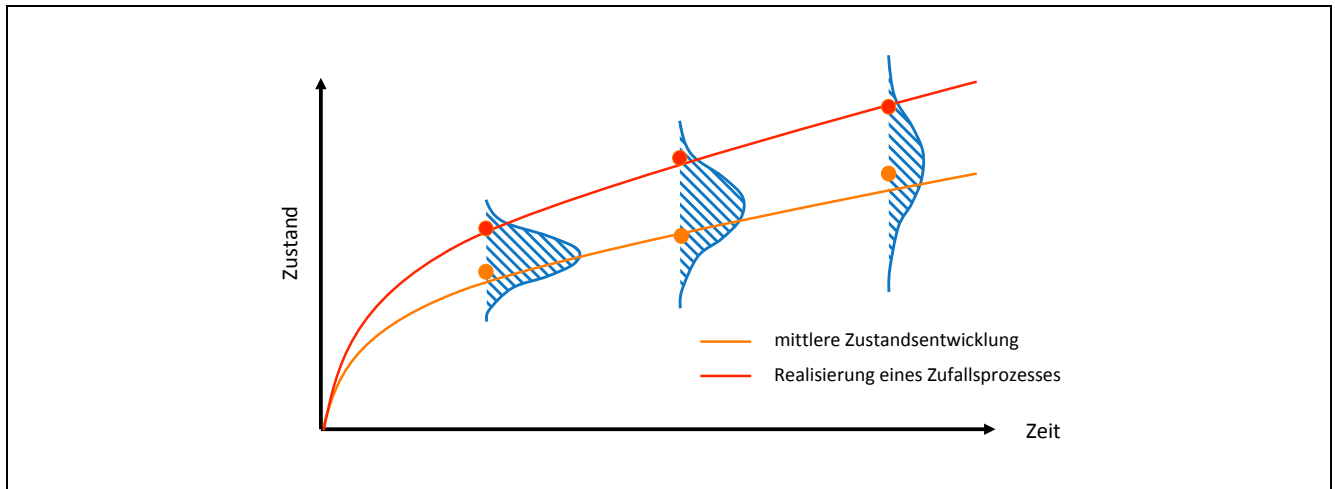 Zustand
mittlere Zustandsentwicklung
Realisierung eines Zufallsprozesses
Zeit